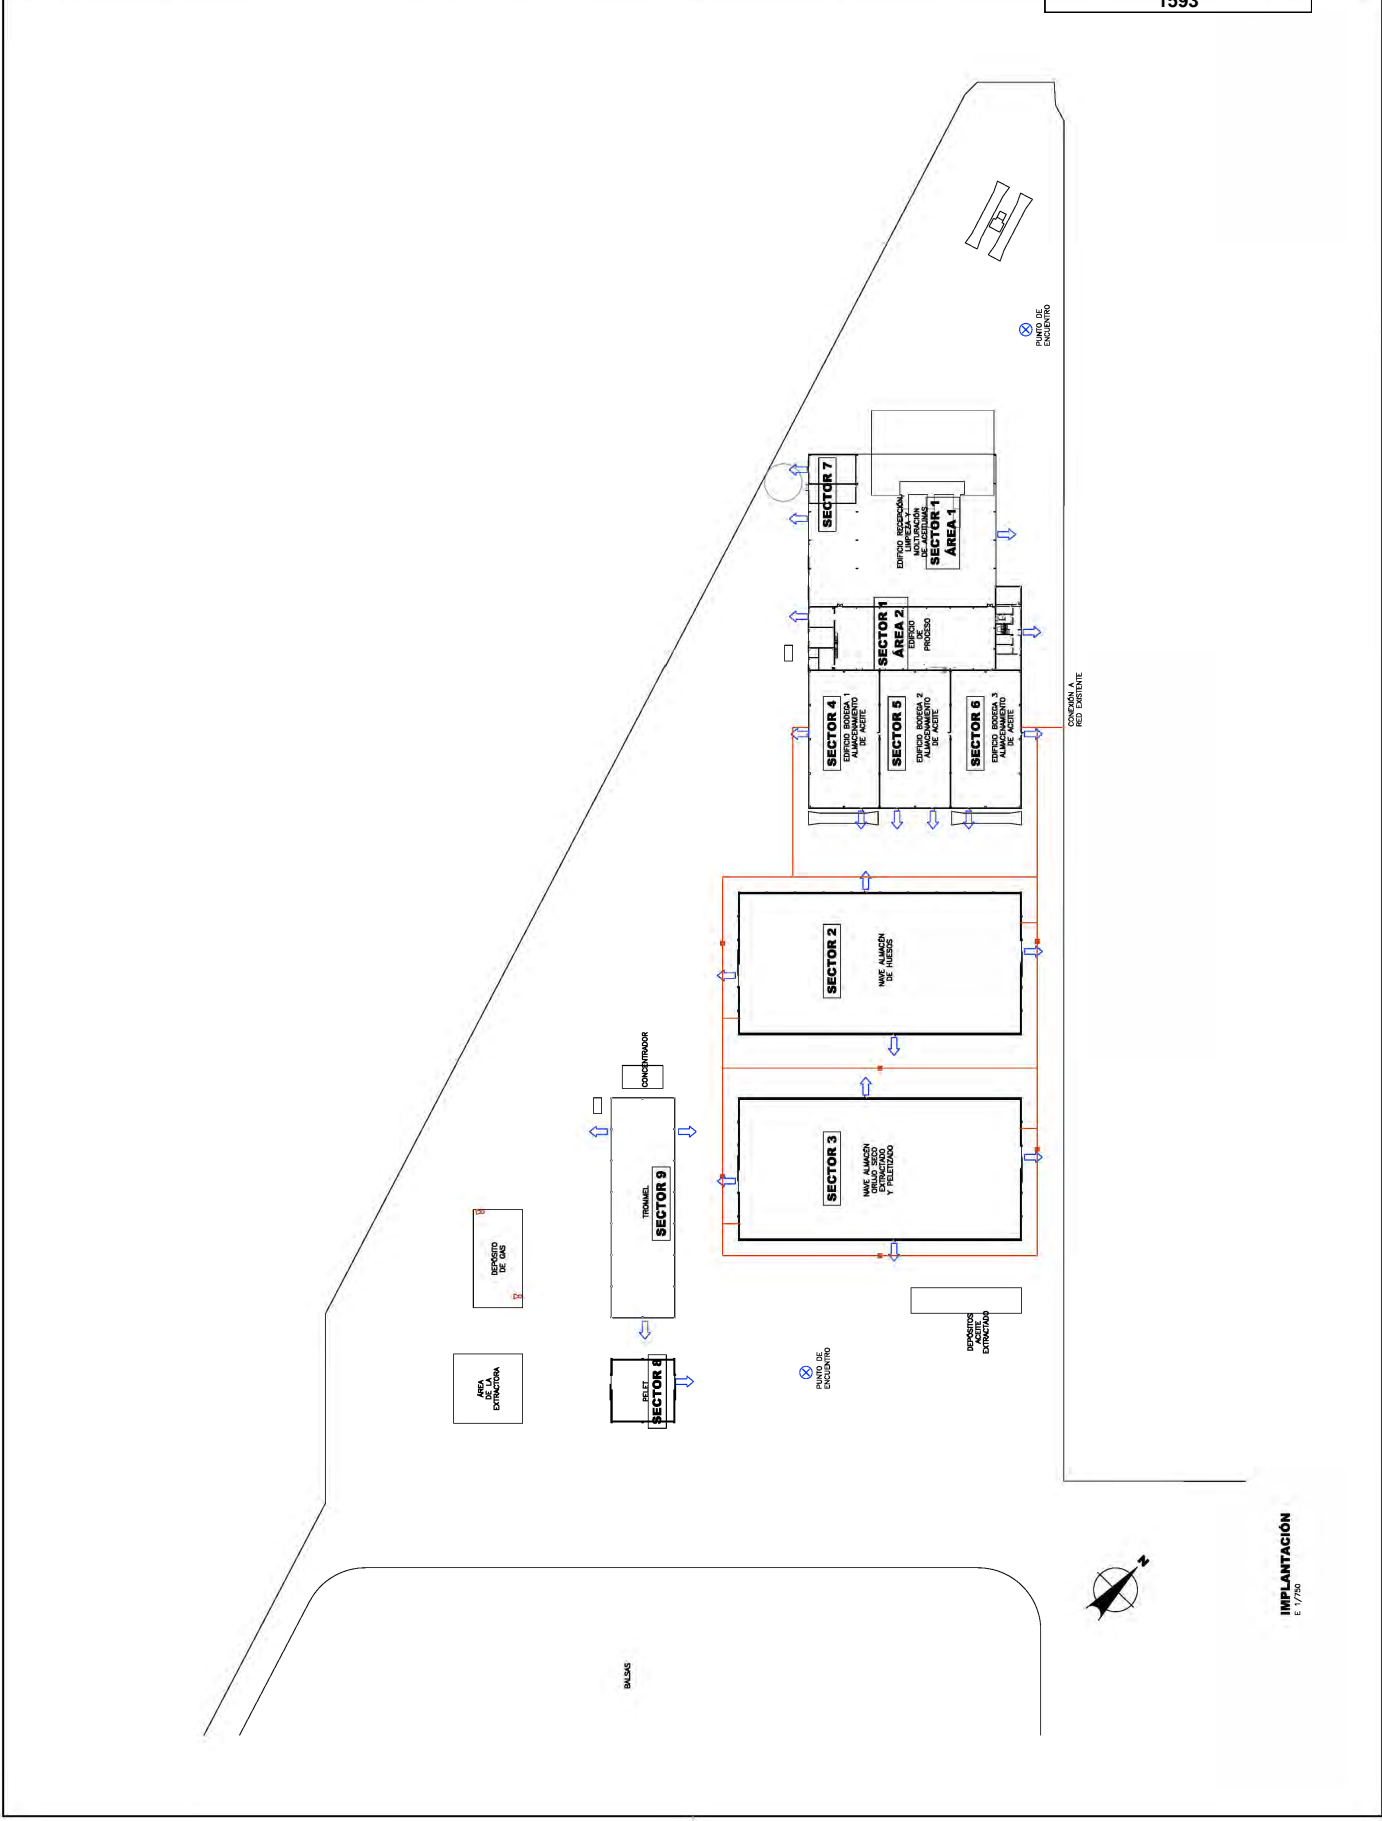 1593
PUNTO DE
ENCUENTRO
SECTOR 7
EDIFICIO RECEPCIÓN,
LIMPIEZA Y
MOLTURACIÓN
DE ACEITUNAS
SECTOR 1
ÁREA 1
SECTOR 1
ÁREA 2
EDIFICIO
DE
PROCESO
SECTOR 4
EDIFICIO BODEGA 1
ALMACENAMIENTO
DE ACEITE
SECTOR 5
EDIFICIO BODEGA 2
ALMACENAMIENTO
DE ACEITE
SECTOR 6
EDIFICIO BODEGA 3
ALMACENAMIENTO
DE ACEITE
CONEXIÓN A
RED EXISTENTE
SECTOR 2
NAVE ALMACÉN
DE HUESOS
CONCENTRADOR
SECTOR 3
NAVE ALMACÉN
ORUJO SECO
EXTRACTADO
Y PELETIZADO
TROMMEL
SECTOR 9
DEPÓSITO
DE GAS
DEPÓSITOS
ACEITE
EXTRACTADO
ÁREA
DE LA
EXTRACTORA
PELET
SECTOR 8
PUNTO DE
ENCUENTRO
BALSAS
N
IMPLANTACIÓN
E 1/750